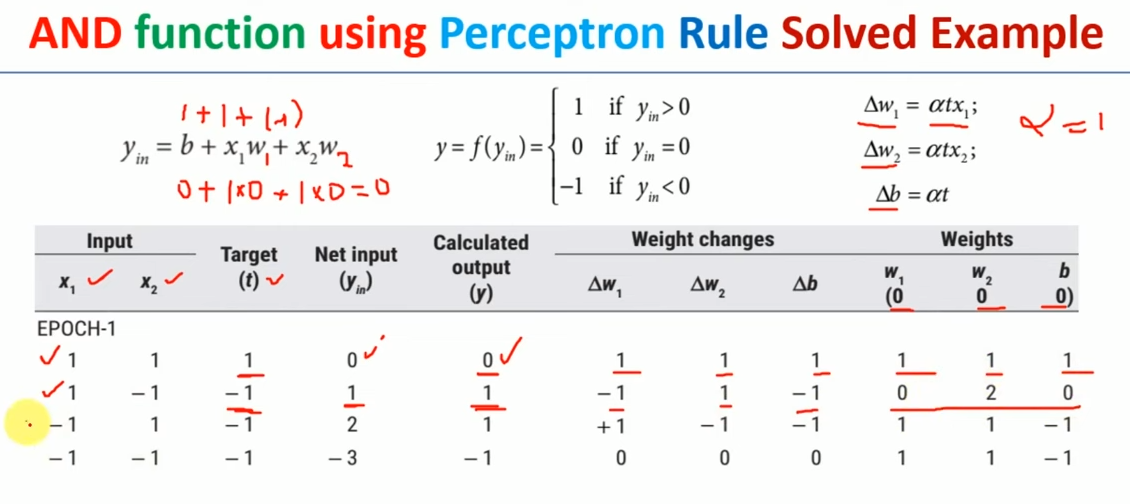 AND function using Perceptron Rule Solved Example
1 + 1 + (-1)
y_in = b + x₁w₁ + x₂w₂
0 + 1×0 + 1×0 = 0
y = f(y_in) = { 1 if y_in > 0
0 if y_in = 0
−1 if y_in < 0
Δw₁ = αtx₁;
Δw₂ = αtx₂;
Δb = αt
α = 1
Input Target (t) Net input (y_in) Calculated output (y) Weight changes Weights
x₁ x₂ Δw₁ Δw₂ Δb w₁ w₂ b
(0 0 0)
EPOCH-1
✓ 1 1 1 0 ✓ 0 ✓ 1 1 1 1 1 1
✓ 1 −1 −1 1 1 −1 1 −1 0 2 0
−1 1 −1 2 1 +1 −1 −1 1 1 −1
−1 −1 −1 −3 −1 0 0 0 1 1 −1